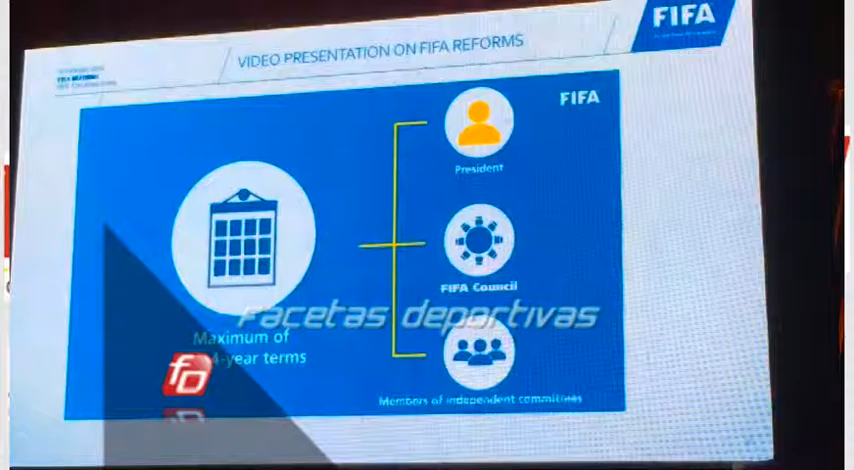 FIFA
VIDEO PRESENTATION ON FIFA REFORMS
FIFA
President
FIFA Council
Facetas deportivas
Maximum of
4-year terms
fD
Members of independent committees